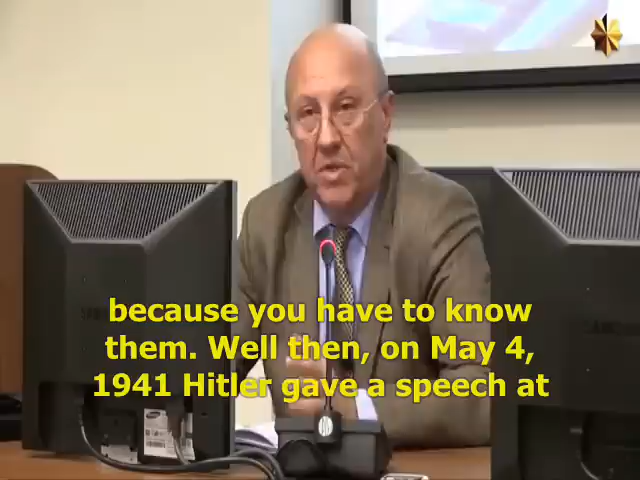 because you have to know
them. Well then, on May 4,
1941 Hitler gave a speech at